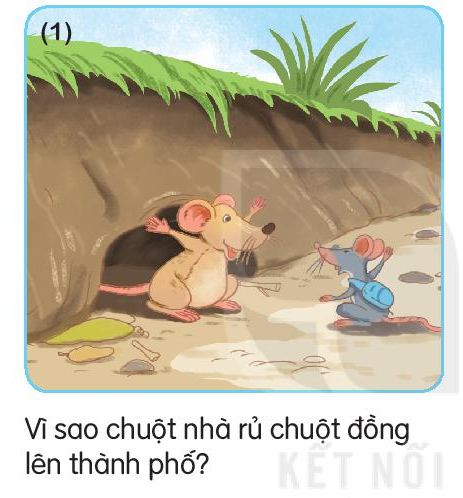 (1)
Vì sao chuột nhà rủ chuột đồng
lên thành phố?
KẾT NỐI